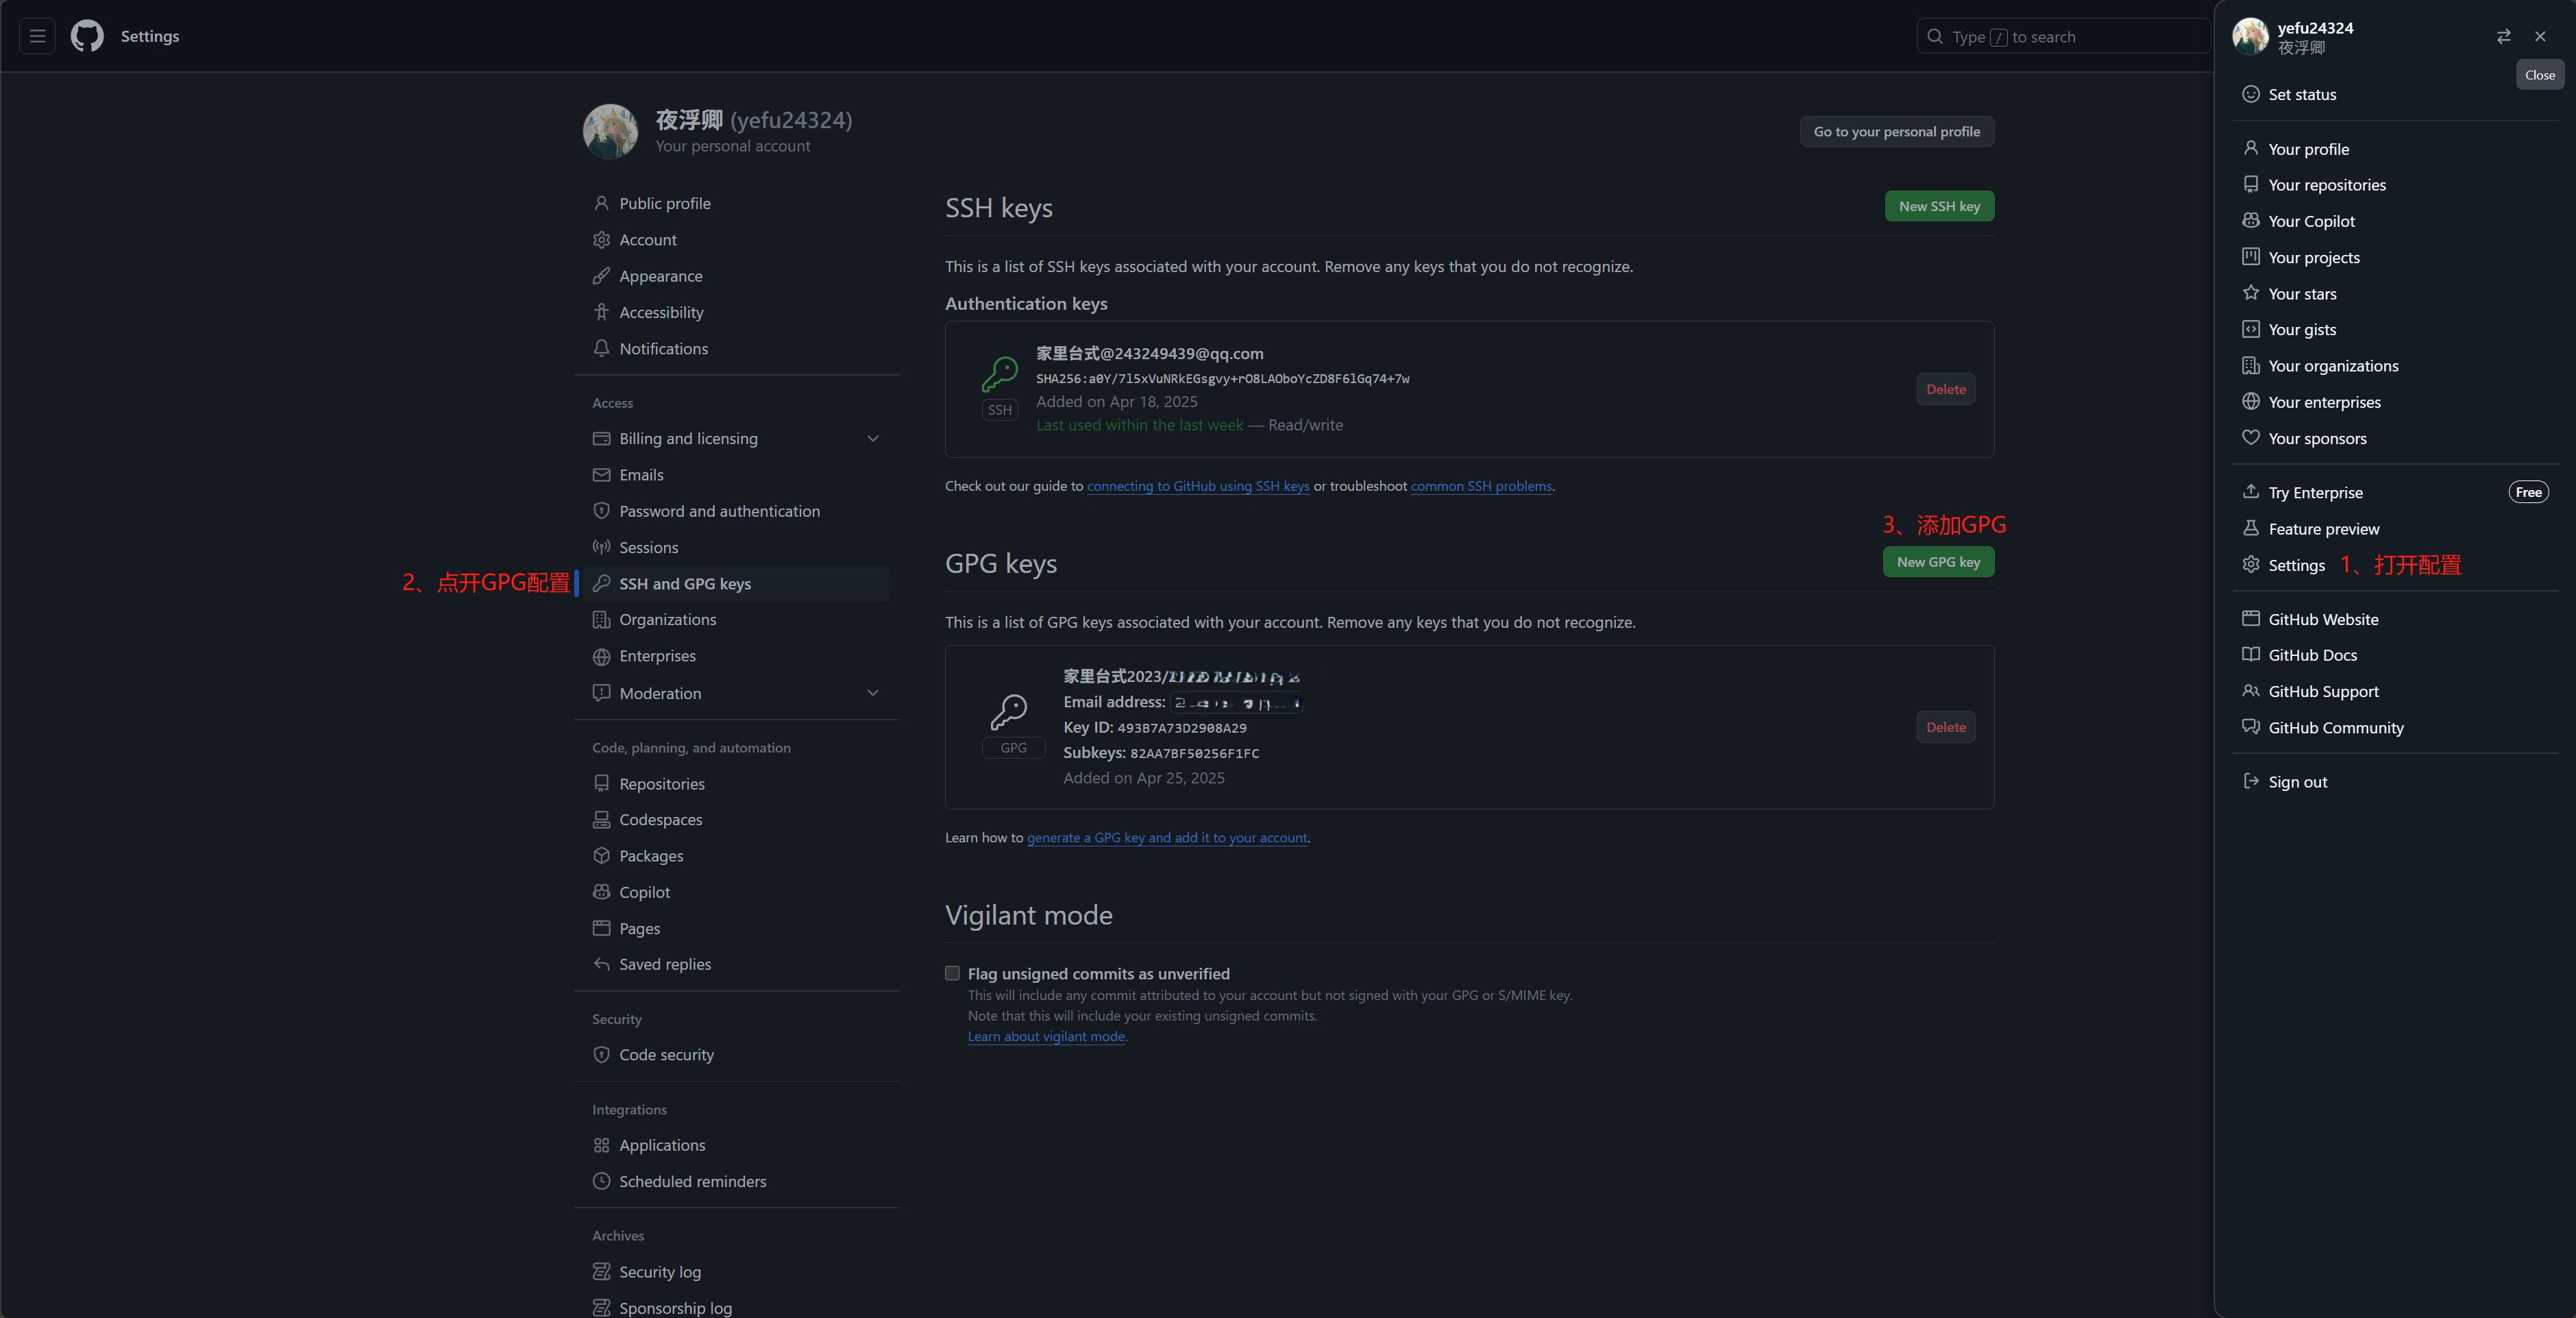 Settings
Type / to search
夜浮卿 (yefu24324)
Your personal account
Go to your personal profile
Public profile
Account
Appearance
Accessibility
Notifications
Access
Billing and licensing
Emails
Password and authentication
Sessions
2、点开GPG配置
SSH and GPG keys
Organizations
Enterprises
Moderation
Code, planning, and automation
Repositories
Codespaces
Packages
Copilot
Pages
Saved replies
Security
Code security
Integrations
Applications
Scheduled reminders
Archives
Security log
Sponsorship log
SSH keys
New SSH key
This is a list of SSH keys associated with your account. Remove any keys that you do not recognize.
Authentication keys
家里台式@243249439@qq.com
SHA256:a0Y/7l5xVuNRkEGsgvy+rO8LAOboYcZD8F6lGq74+7w
SSH
Added on Apr 18, 2025
Last used within the last week — Read/write
Delete
Check out our guide to connecting to GitHub using SSH keys or troubleshoot common SSH problems.
3、添加GPG
GPG keys
New GPG key
This is a list of GPG keys associated with your account. Remove any keys that you do not recognize.
家里台式2023/
Email address:
Key ID: 493B7A73D2908A29
GPG
Subkeys: 82AA7BF50256F1FC
Added on Apr 25, 2025
Delete
Learn how to generate a GPG key and add it to your account.
Vigilant mode
Flag unsigned commits as unverified
This will include any commit attributed to your account but not signed with your GPG or S/MIME key.
Note that this will include your existing unsigned commits.
Learn about vigilant mode.
yefu24324
夜浮卿
Close
Set status
Your profile
Your repositories
Your Copilot
Your projects
Your stars
Your gists
Your organizations
Your enterprises
Your sponsors
Try Enterprise
Free
Feature preview
Settings
1、打开配置
GitHub Website
GitHub Docs
GitHub Support
GitHub Community
Sign out